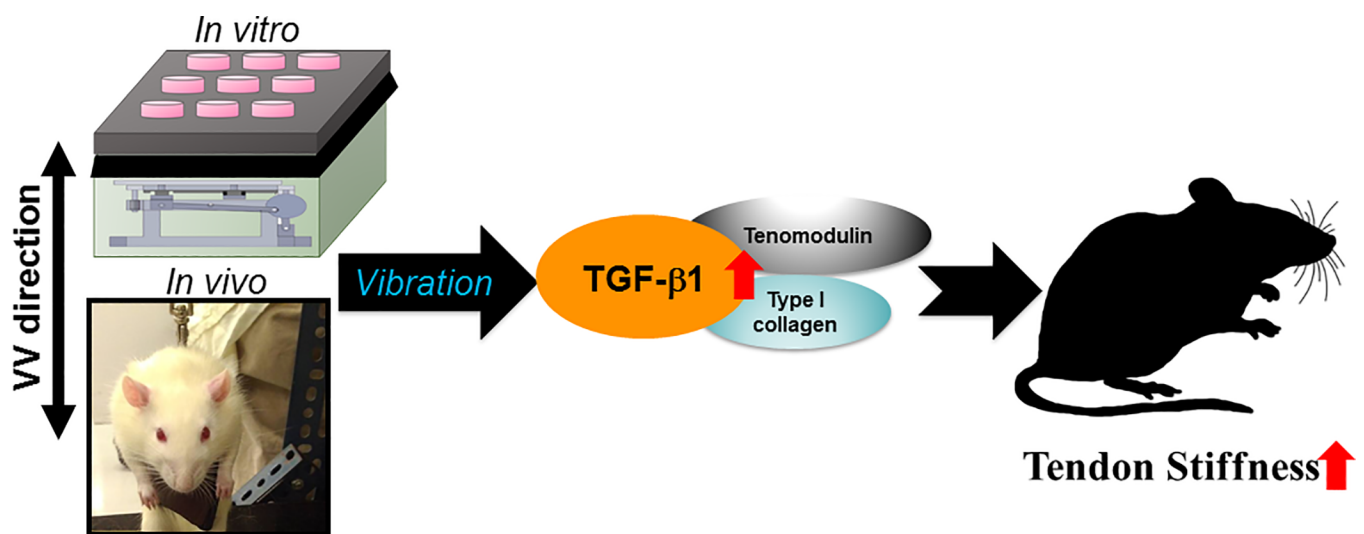 In vitro
VV direction
In vivo
Vibration
TGF-β1
Tenomodulin
Type I
collagen
Tendon Stiffness